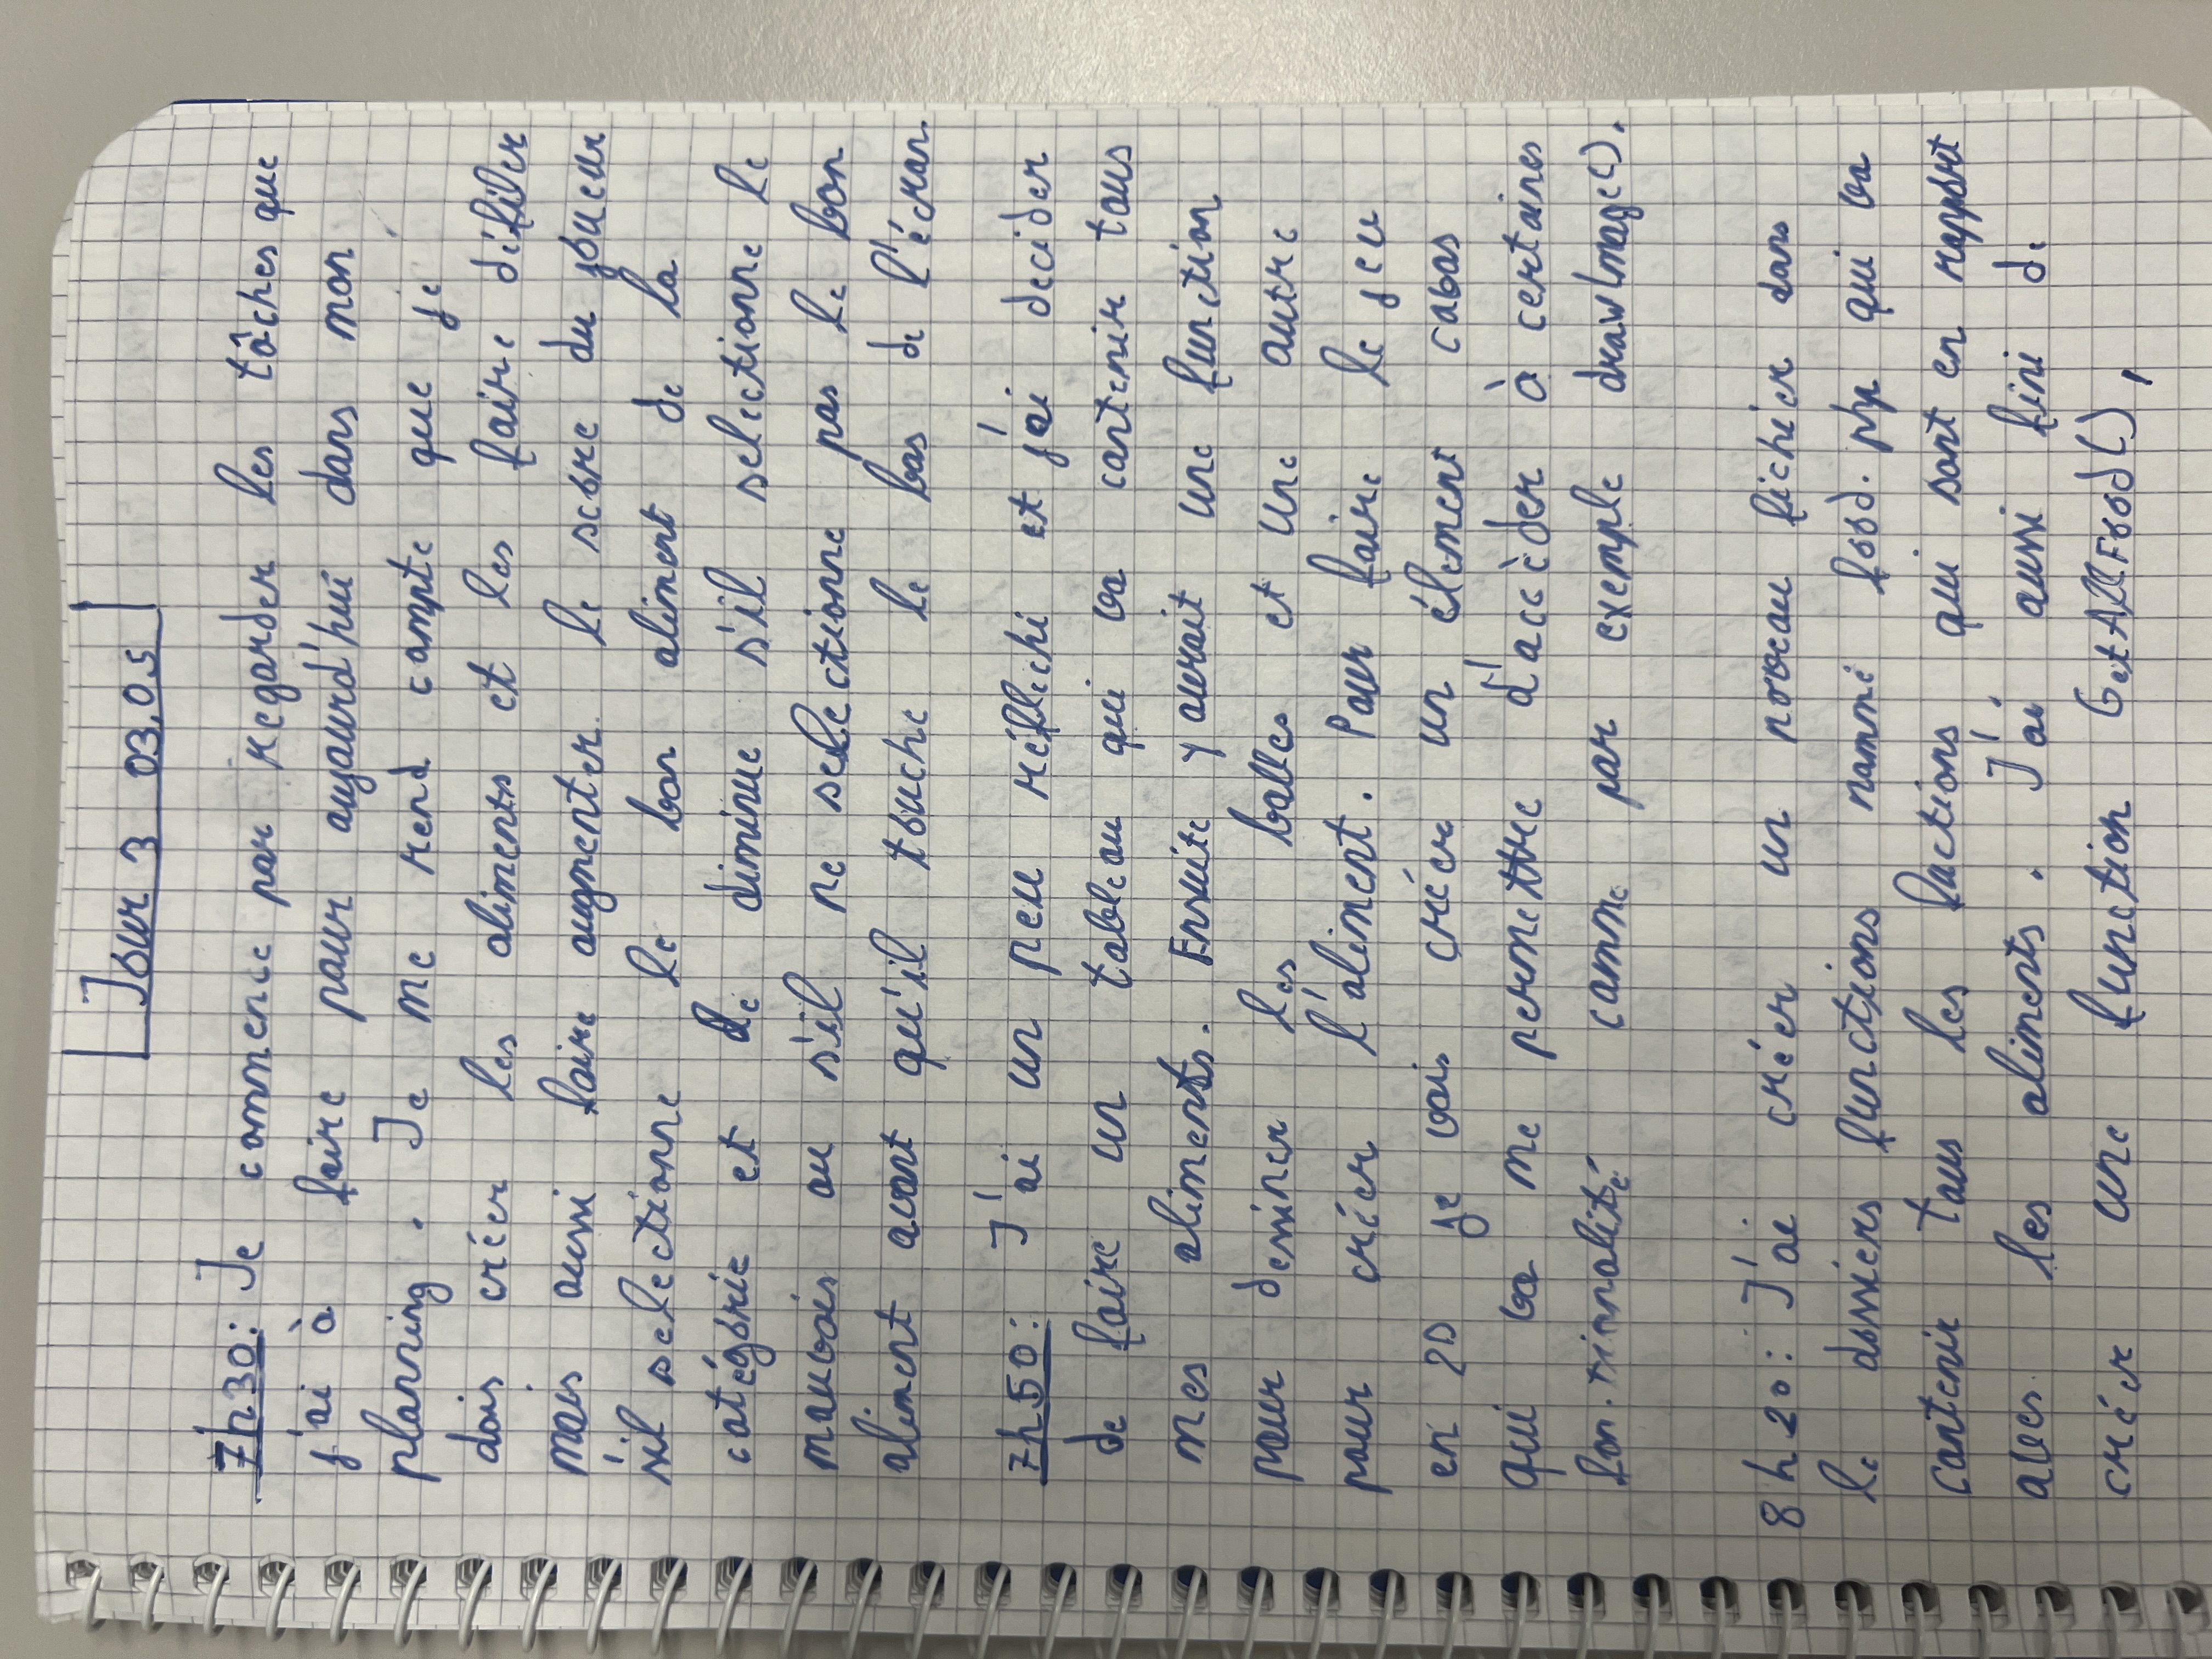 Jour 3 03.05
7h30: Je commence par regarder les tâches que
j'ai à faire pour aujourd'hui dans mon
planning. Je me rend compte que je
dois créer les aliments et les faire défiler
mais aussi faire augmenter le score du joueur
s'il selectionne le bon aliment de la
catégorie et le diminue s'il selectionne le
mauvais ou s'il ne selectionne pas le bon
aliment avant qu'il touche le bas de l'écran.
7h50: J'ai un peu réfléchi et j'ai decider
de faire un tableau qui va contenir tous
mes aliments. Ensuite y aurait une function
pour dessiner les balles et une autre
pour créer l'aliment. Pour faire le jeu
en 2D je vais créer un élement
qui va me permettre d'accèder à certaines
comme par exemple drawImage().
8h20: J'ai créer un noveau fichier dans
le dossiers functions nommé food.php qui va
contenir tous les fuctions qui sont en rapport
avec les aliments. J'ai aussi fini de
créer une function GetAllFood(),